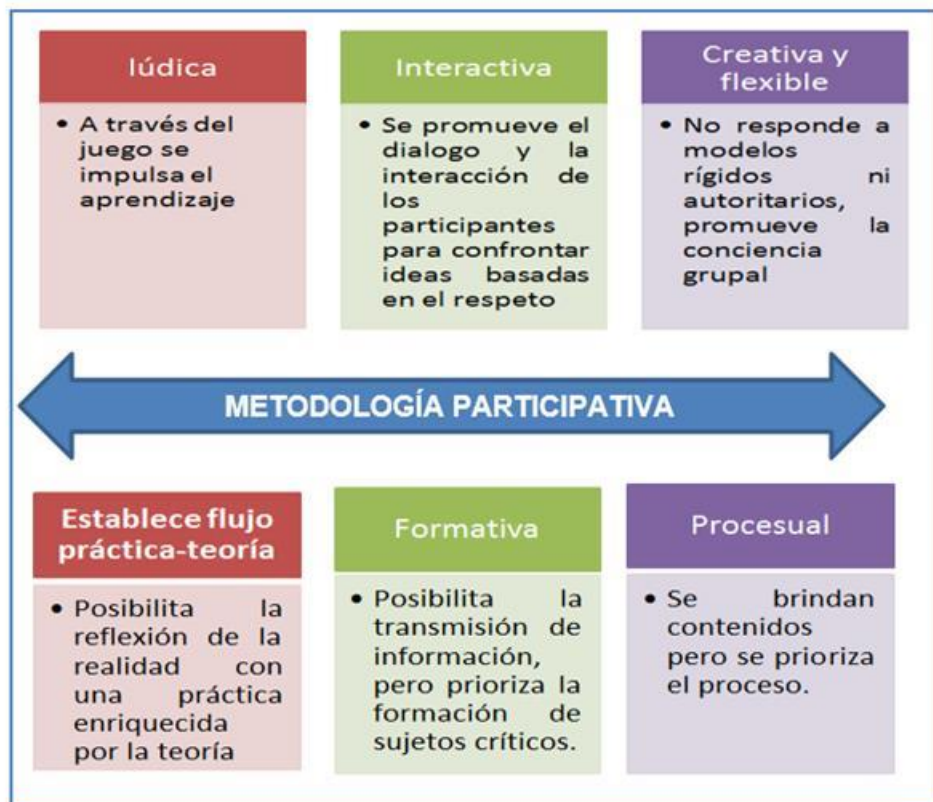 lúdica
• A través del
juego se
impulsa el
aprendizaje
Interactiva
• Se promueve el
dialogo y la
interacción de
los
participantes
para confrontar
ideas basadas
en el respeto
Creativa y
flexible
• No responde a
modelos
rígidos ni
autoritarios,
promueve la
conciencia
grupal
METODOLOGÍA PARTICIPATIVA
Establece flujo
práctica-teoría
• Posibilita la
reflexión de la
realidad con
una práctica
enriquecida
por la teoría
Formativa
• Posibilita la
transmisión de
información,
pero prioriza la
formación de
sujetos críticos.
Procesual
• Se brindan
contenidos
pero se prioriza
el proceso.